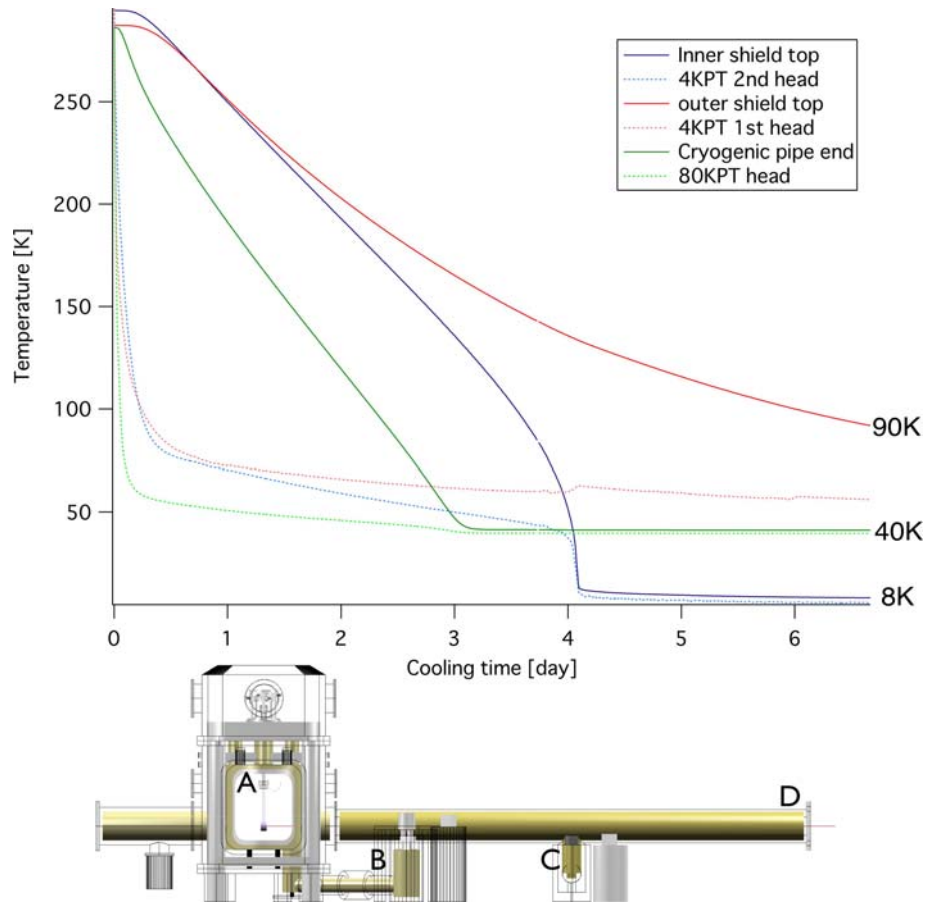 250
200
150
100
50
Temperature [K]
Inner shield top
4KPT 2nd head
outer shield top
4KPT 1st head
Cryogenic pipe end
80KPT head
90K
40K
8K
0 1 2 3 4 5 6
Cooling time [day]
A
D
B
C